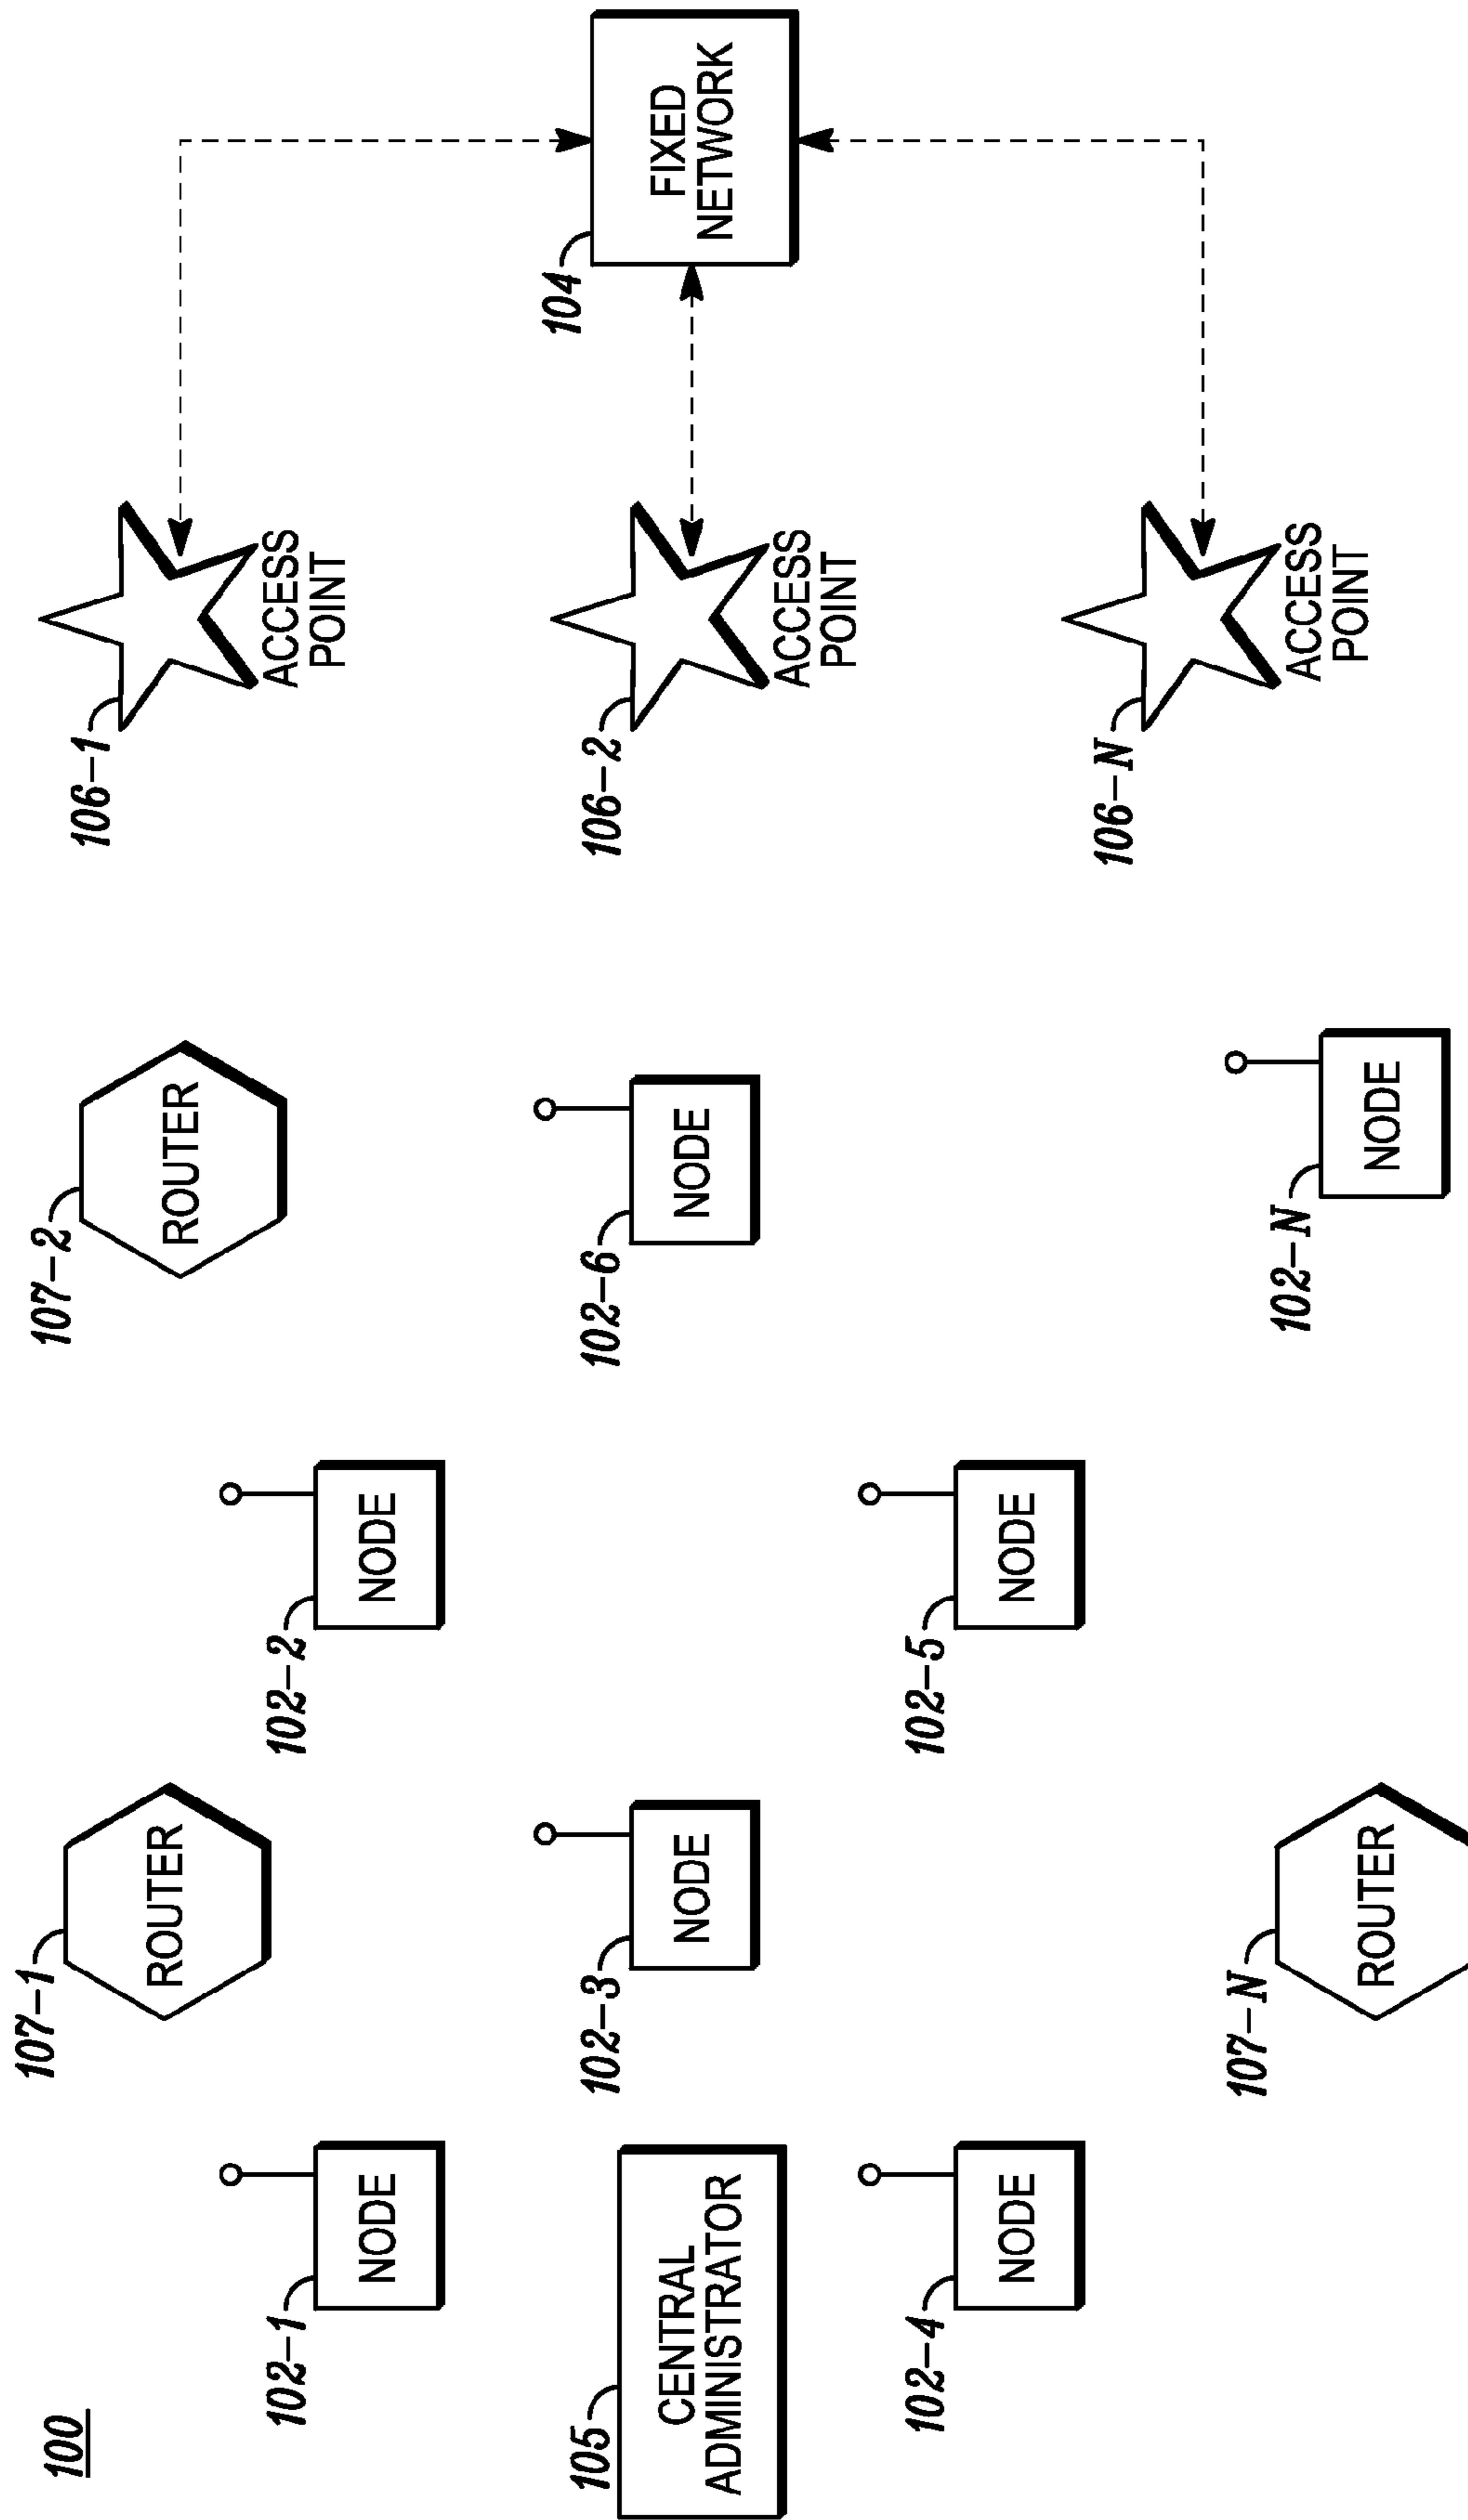 100
107-1
ROUTER
107-2
ROUTER
106-1
ACCESS
POINT
102-1
NODE
102-2
NODE
105
CENTRAL
ADMINISTRATOR
102-3
NODE
102-6
NODE
106-2
ACCESS
POINT
104
FIXED
NETWORK
102-4
NODE
102-5
NODE
106-N
ACCESS
POINT
107-N
ROUTER
102-N
NODE